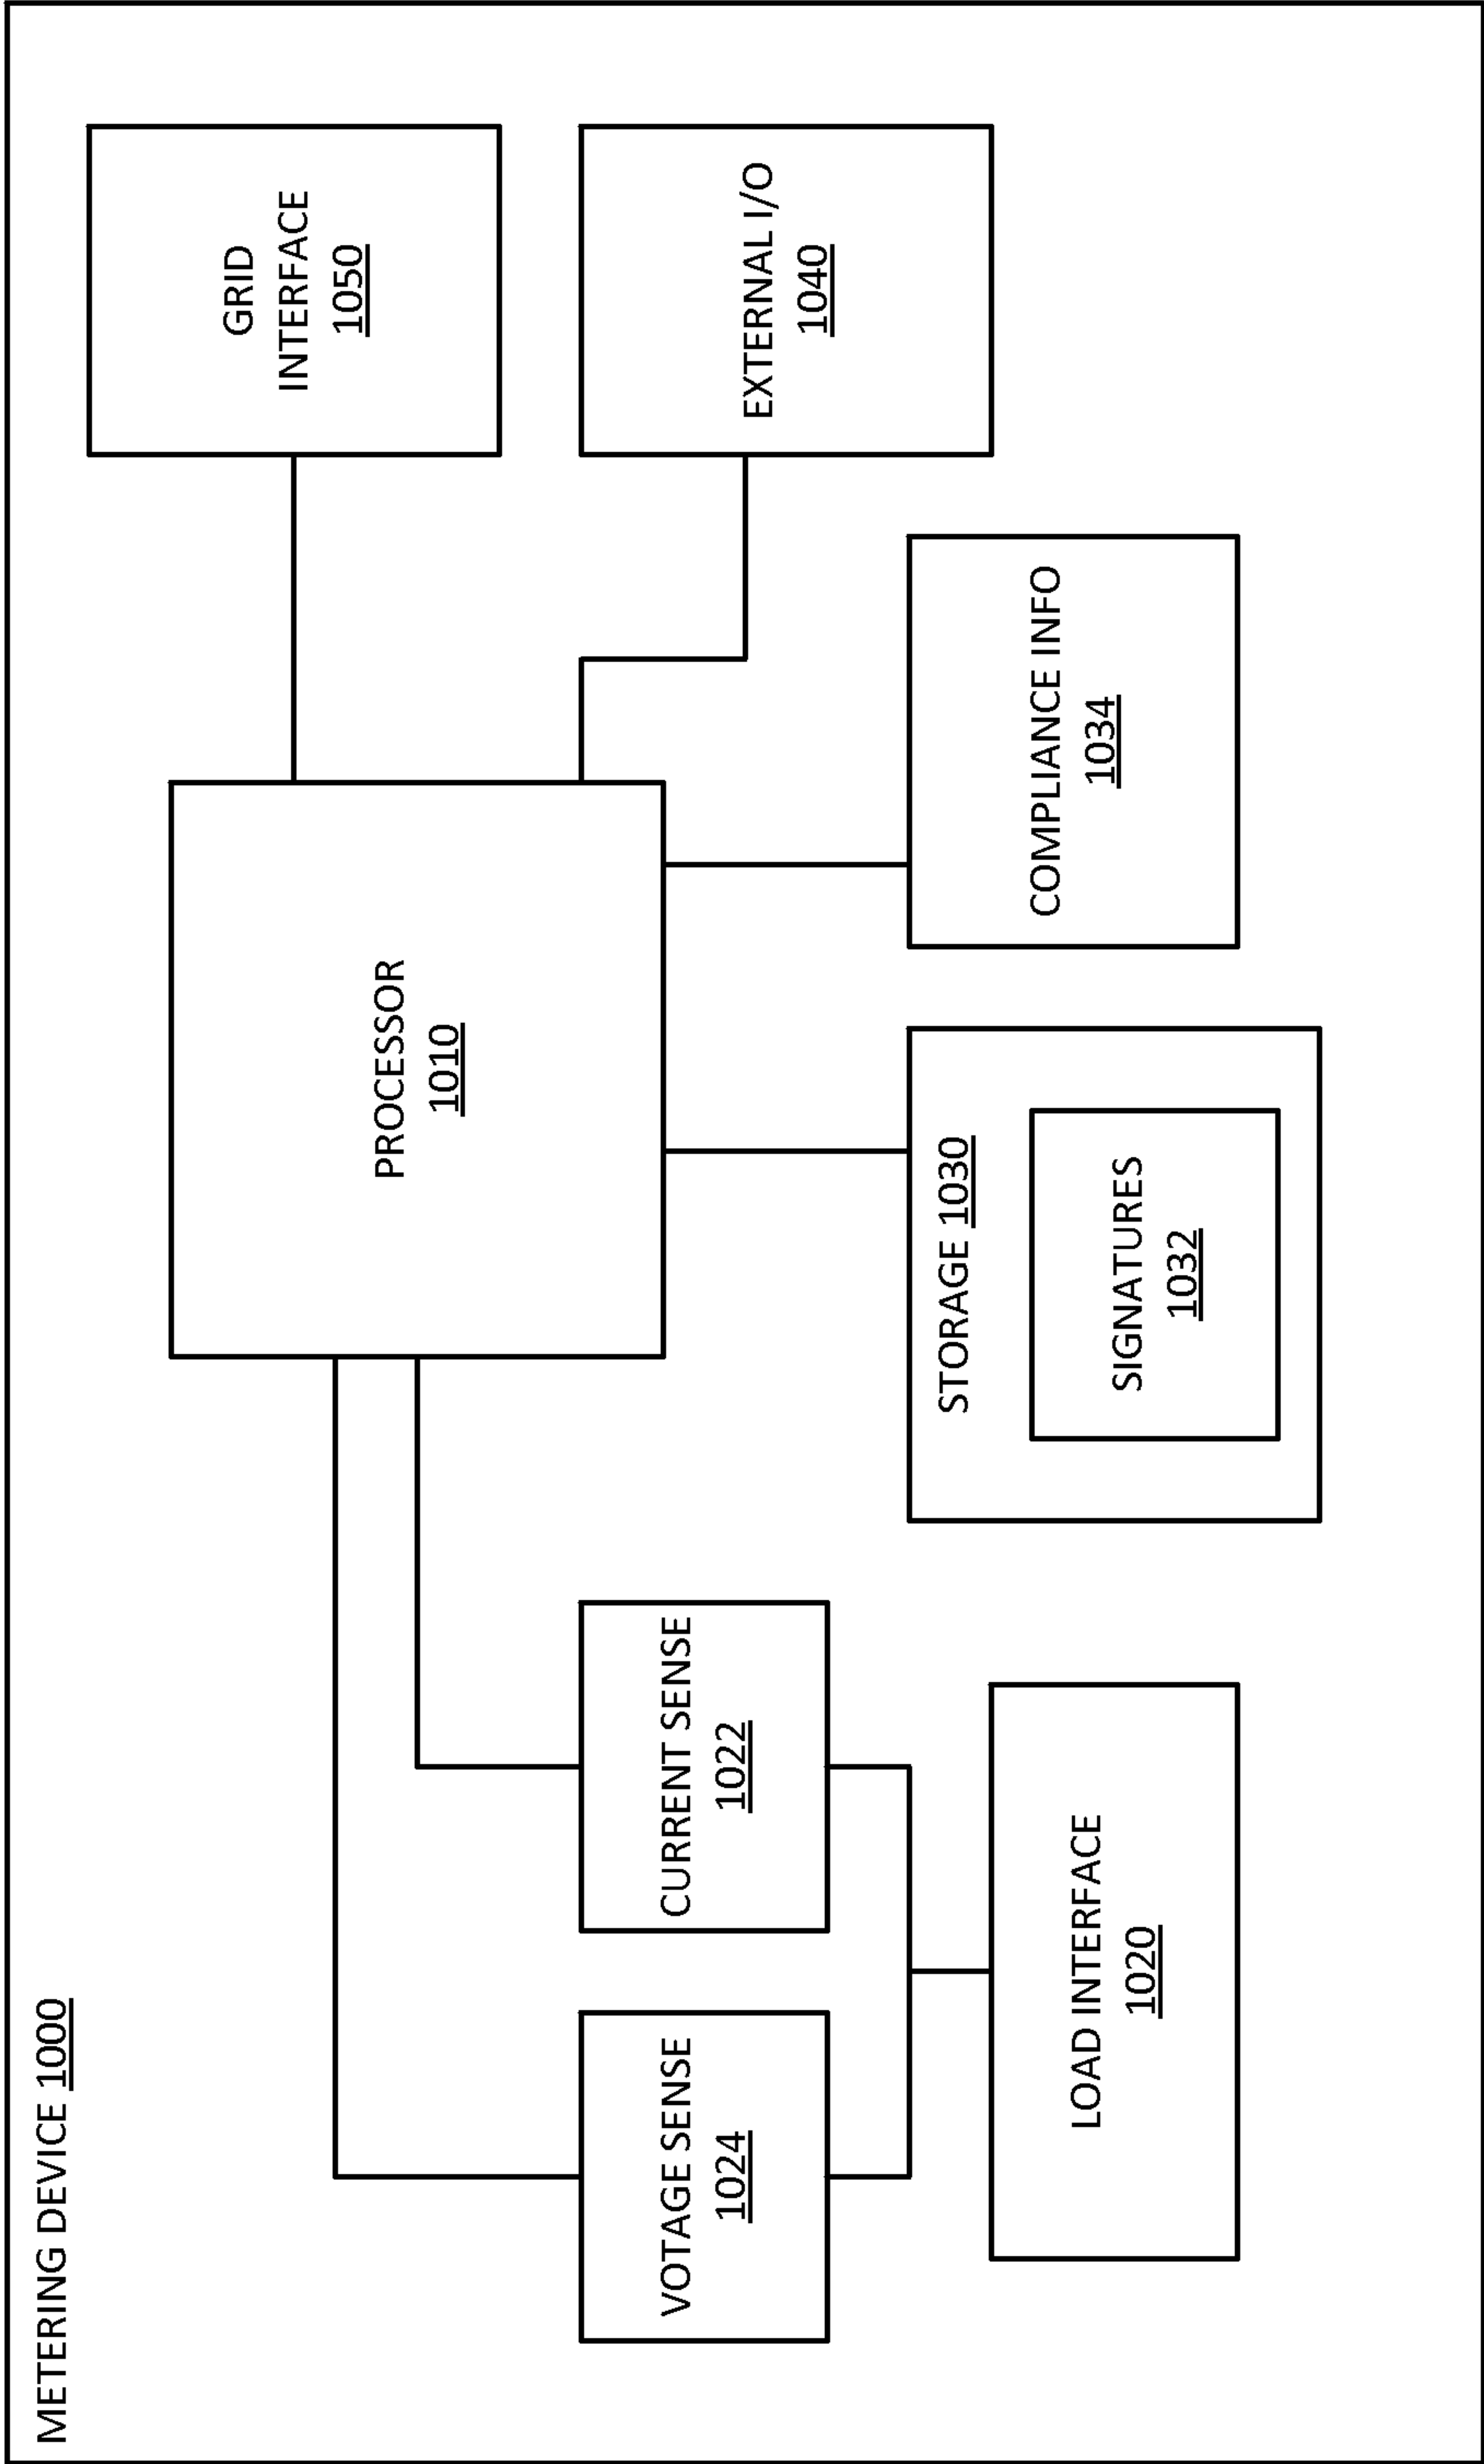 METERING DEVICE 1000
GRID
INTERFACE
1050
PROCESSOR
1010
EXTERNAL I/O
1040
VOTAGE SENSE
1024
CURRENT SENSE
1022
STORAGE 1030
SIGNATURES
1032
COMPLIANCE INFO
1034
LOAD INTERFACE
1020